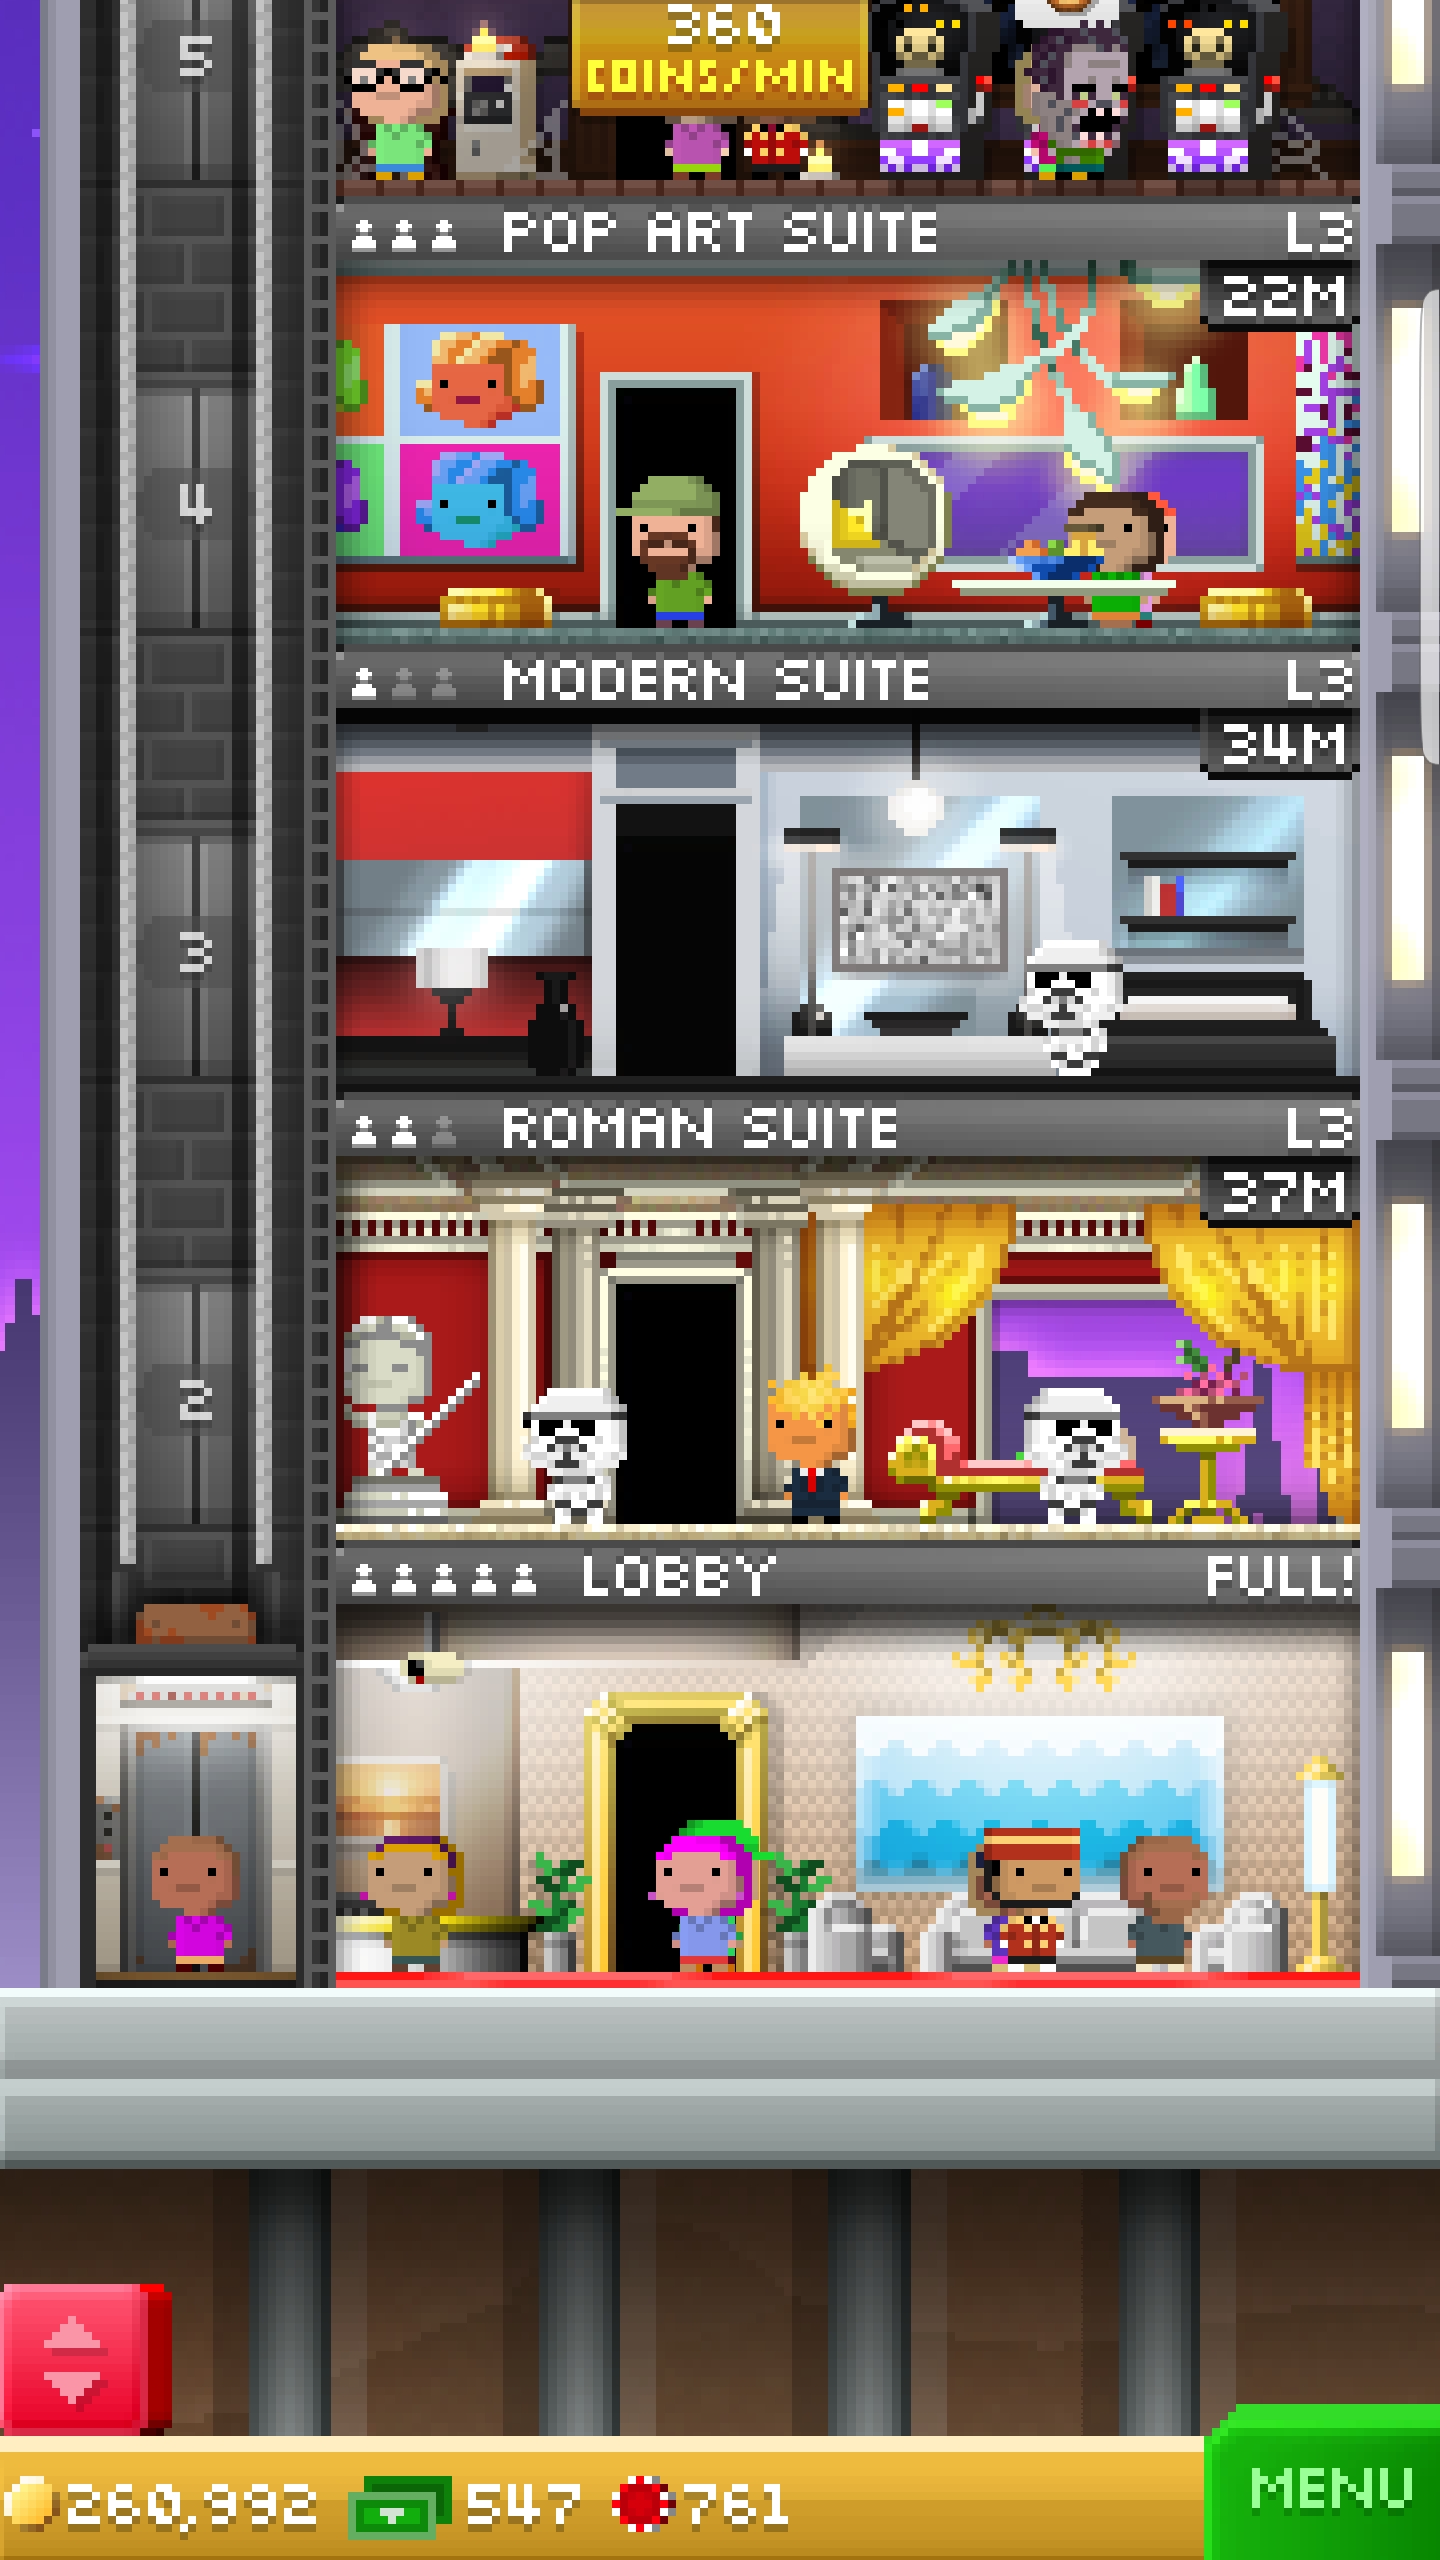 5
360
COINS/MIN
POP ART SUITE L3
22M
4
MODERN SUITE L3
34M
3
ROMAN SUITE L3
37M
2
LOBBY FULL!
260,992 547 761
MENU